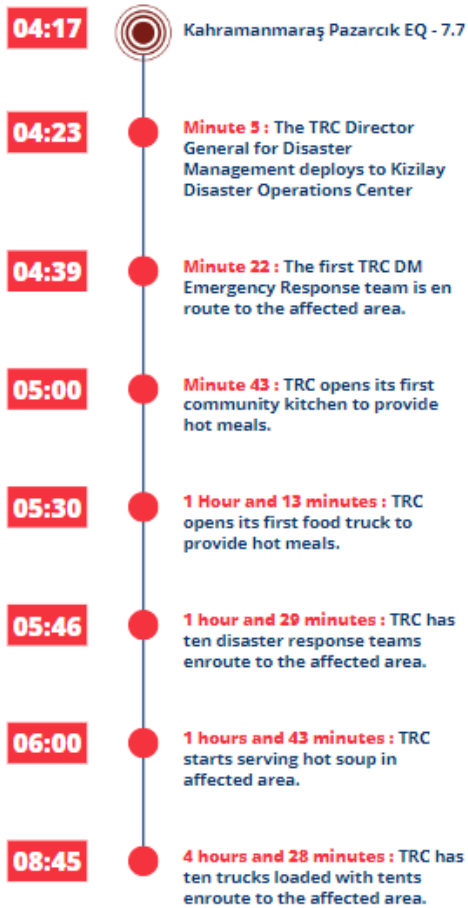 04:17
Kahramanmaraş Pazarcık EQ - 7.7
04:23
Minute 5 : The TRC Director
General for Disaster
Management deploys to Kizilay
Disaster Operations Center
04:39
Minute 22 : The first TRC DM
Emergency Response team is en
route to the affected area.
05:00
Minute 43 : TRC opens its first
community kitchen to provide
hot meals.
05:30
1 Hour and 13 minutes : TRC
opens its first food truck to
provide hot meals.
05:46
1 hour and 29 minutes : TRC has
ten disaster response teams
enroute to the affected area.
06:00
1 hours and 43 minutes : TRC
starts serving hot soup in
affected area.
08:45
4 hours and 28 minutes : TRC has
ten trucks loaded with tents
enroute to the affected area.